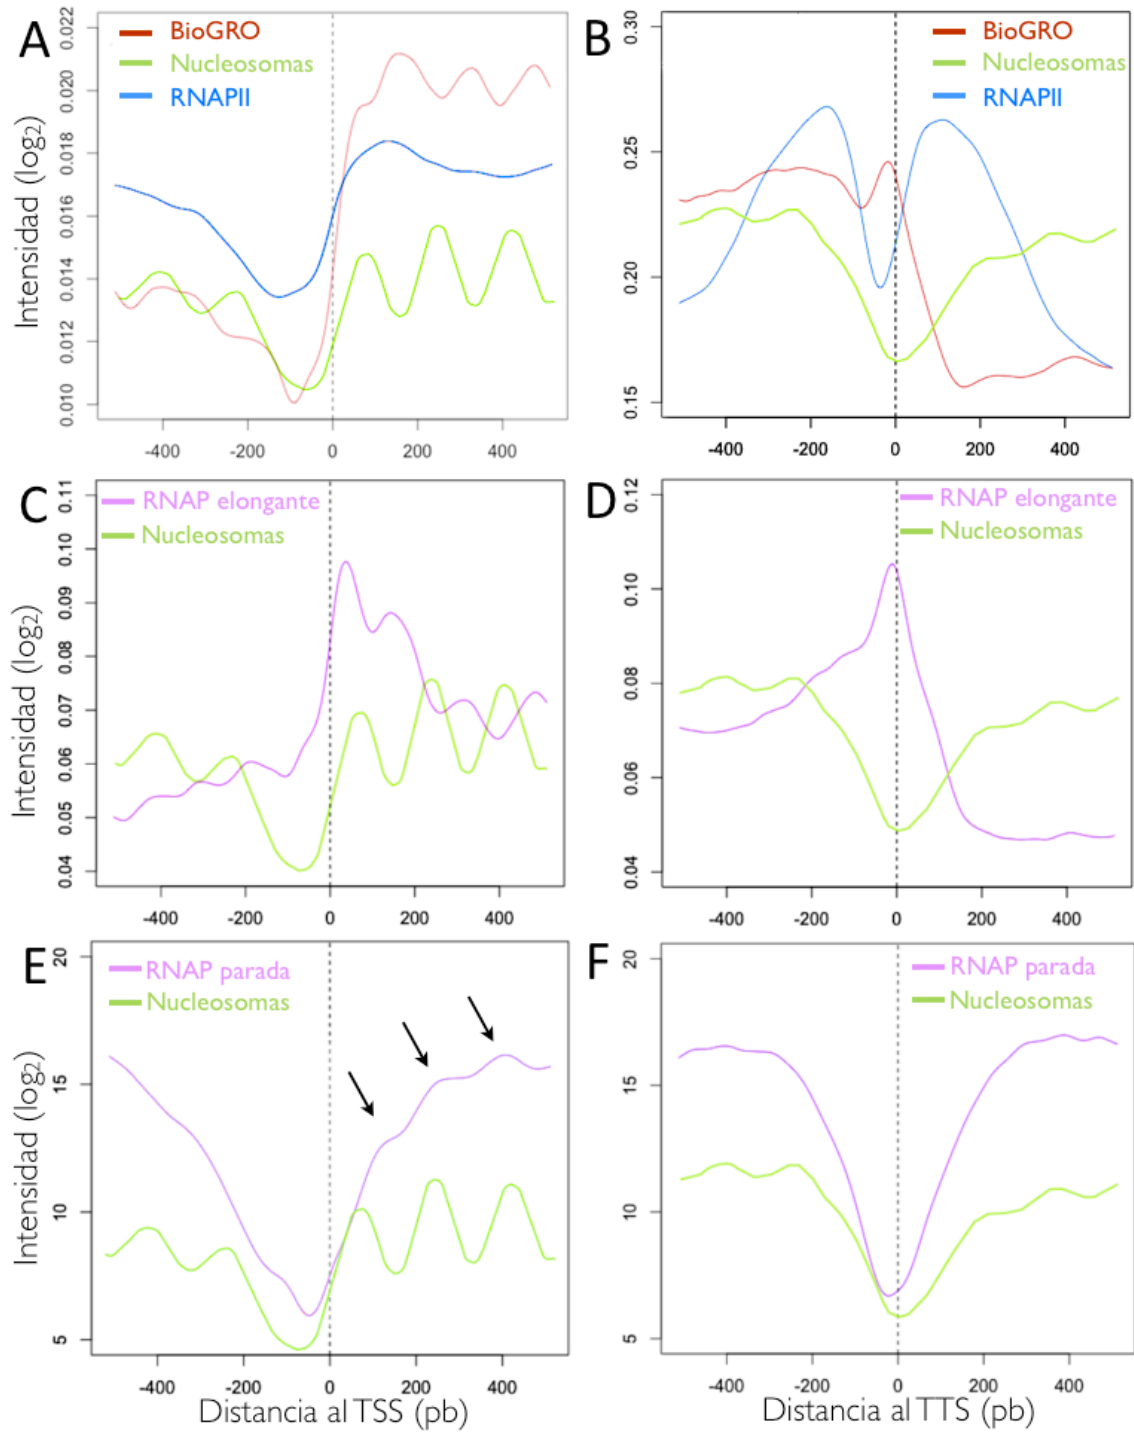 A
BioGRO
Nucleosomas
RNAPII
Intensidad (log2)
0.022
0.020
0.018
0.016
0.014
0.012
0.010
-400 -200 0 200 400
B
BioGRO
Nucleosomas
RNAPII
0.30
0.25
0.20
0.15
-400 -200 0 200 400
C
RNAP elongante
Nucleosomas
Intensidad (log2)
0.11
0.10
0.09
0.08
0.07
0.06
0.05
0.04
-400 -200 0 200 400
D
RNAP elongante
Nucleosomas
0.12
0.10
0.08
0.06
0.04
-400 -200 0 200 400
E
RNAP parada
Nucleosomas
Intensidad (log2)
20
15
10
5
-400 -200 0 200 400
Distancia al TSS (pb)
F
RNAP parada
Nucleosomas
20
15
10
5
-400 -200 0 200 400
Distancia al TTS (pb)